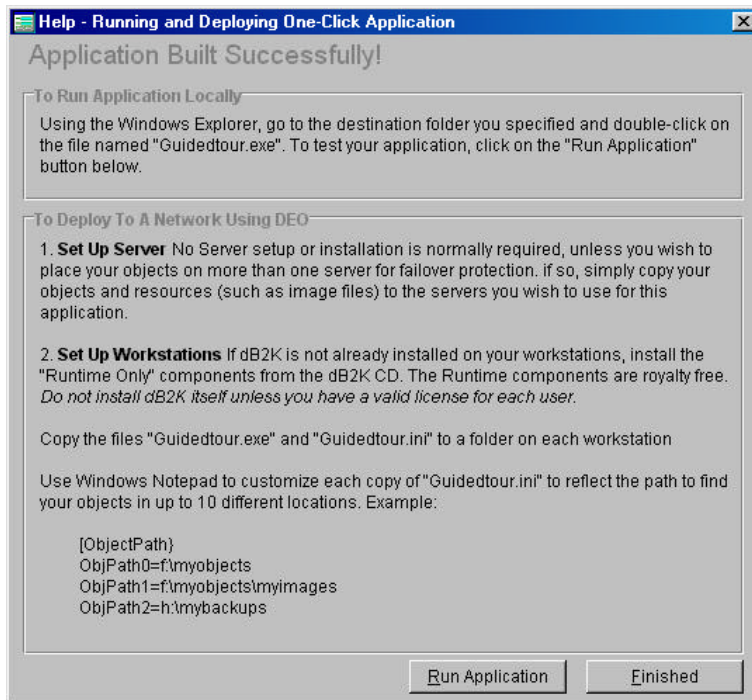 Help - Running and Deploying One-Click Application
Application Built Successfully!
To Run Application Locally
Using the Windows Explorer, go to the destination folder you specified and double-click on
the file named "Guidedtour.exe". To test your application, click on the "Run Application"
button below.
To Deploy To A Network Using DEO
1. Set Up Server No Server setup or installation is normally required, unless you wish to
place your objects on more than one server for failover protection. if so, simply copy your
objects and resources (such as image files) to the servers you wish to use for this
application.
2. Set Up Workstations If dB2K is not already installed on your workstations, install the
"Runtime Only" components from the dB2K CD. The Runtime components are royalty free.
Do not install dB2K itself unless you have a valid license for each user.
Copy the files "Guidedtour.exe" and "Guidedtour.ini" to a folder on each workstation
Use Windows Notepad to customize each copy of "Guidedtour.ini" to reflect the path to find
your objects in up to 10 different locations. Example:
[ObjectPath}
ObjPath0=f:\myobjects
ObjPath1=f:\myobjects\myimages
ObjPath2=h:\mybackups
Run Application
Finished